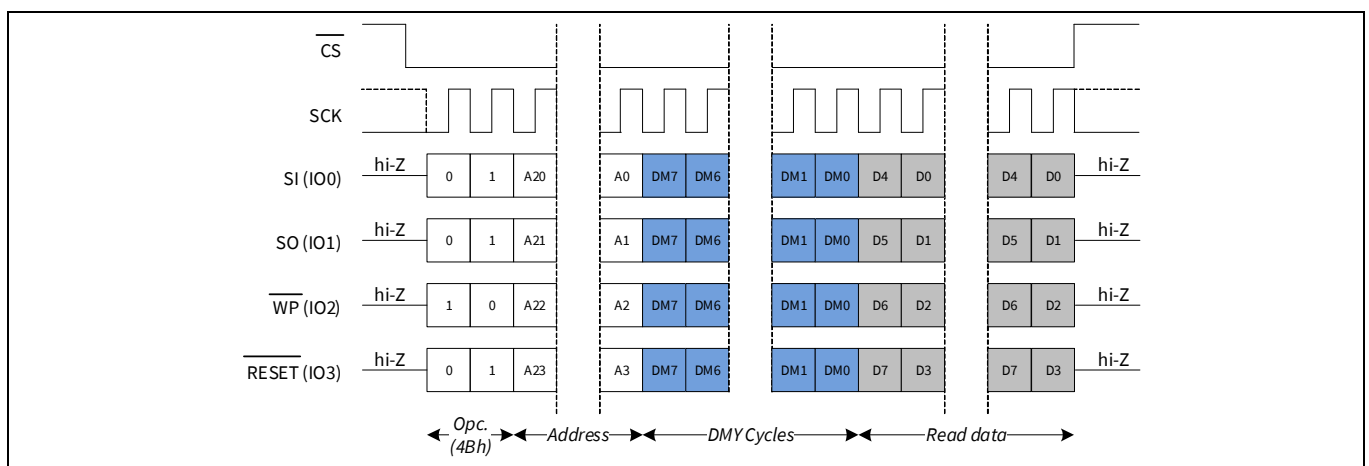 CS
SCK
hi-Z 0 1 A20 A0 DM7 DM6 DM1 DM0 D4 D0 D4 D0 hi-Z
SI (IO0)
hi-Z 0 1 A21 A1 DM7 DM6 DM1 DM0 D5 D1 D5 D1 hi-Z
SO (IO1)
hi-Z 1 0 A22 A2 DM7 DM6 DM1 DM0 D6 D2 D6 D2 hi-Z
WP (IO2)
hi-Z 0 1 A23 A3 DM7 DM6 DM1 DM0 D7 D3 D7 D3 hi-Z
RESET (IO3)
Opc.
(4Bh)
Address
DMY Cycles
Read data